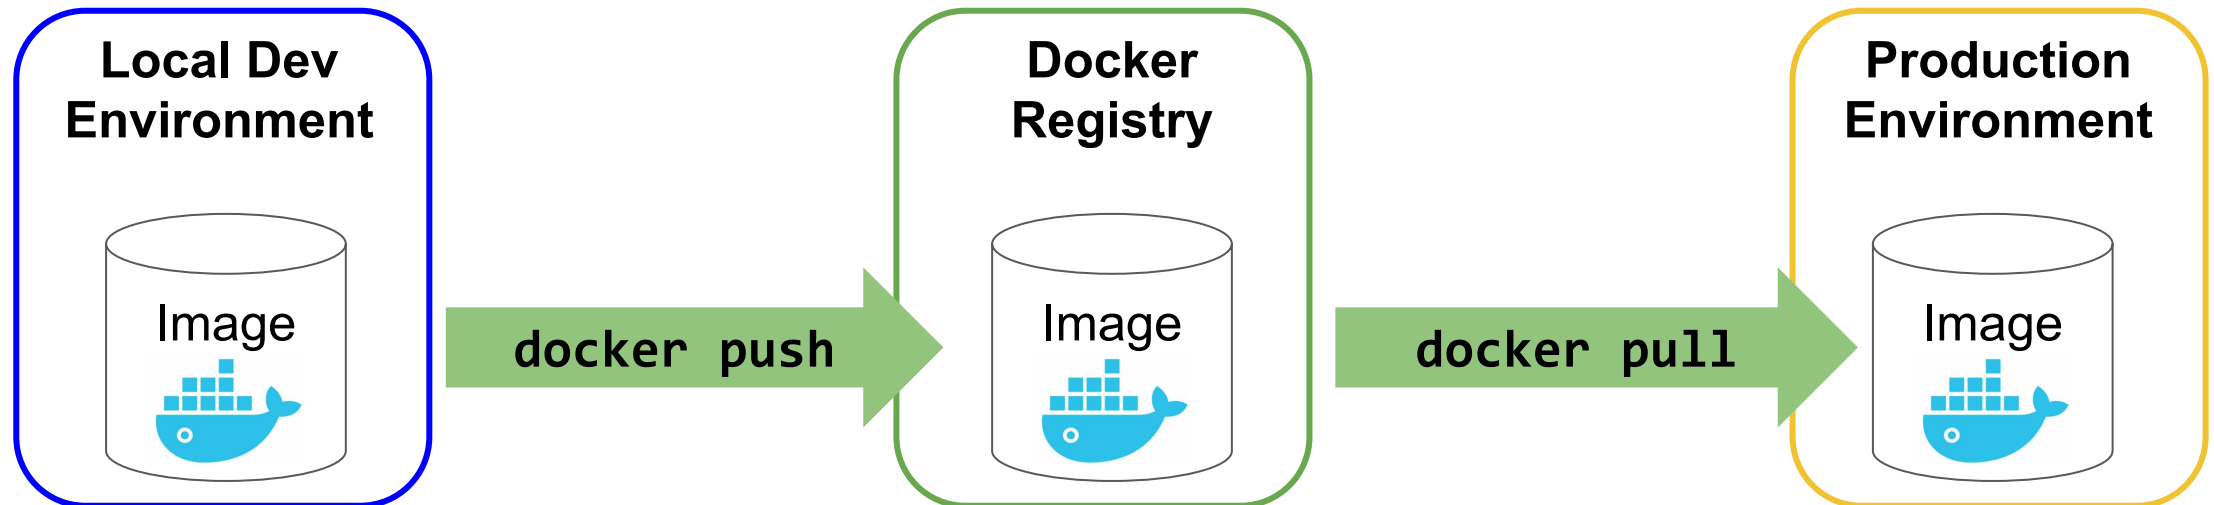 Local Dev
Environment
Image
docker push
Docker
Registry
Image
docker pull
Production
Environment
Image